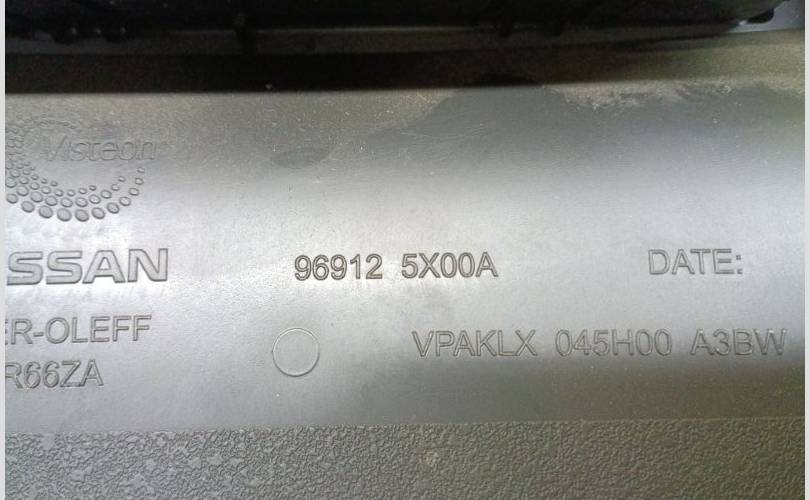 Visteon
SSAN 96912 5X00A DATE:
ER-OLEFF
VPAKLX 045H00 A3BW
R66ZA